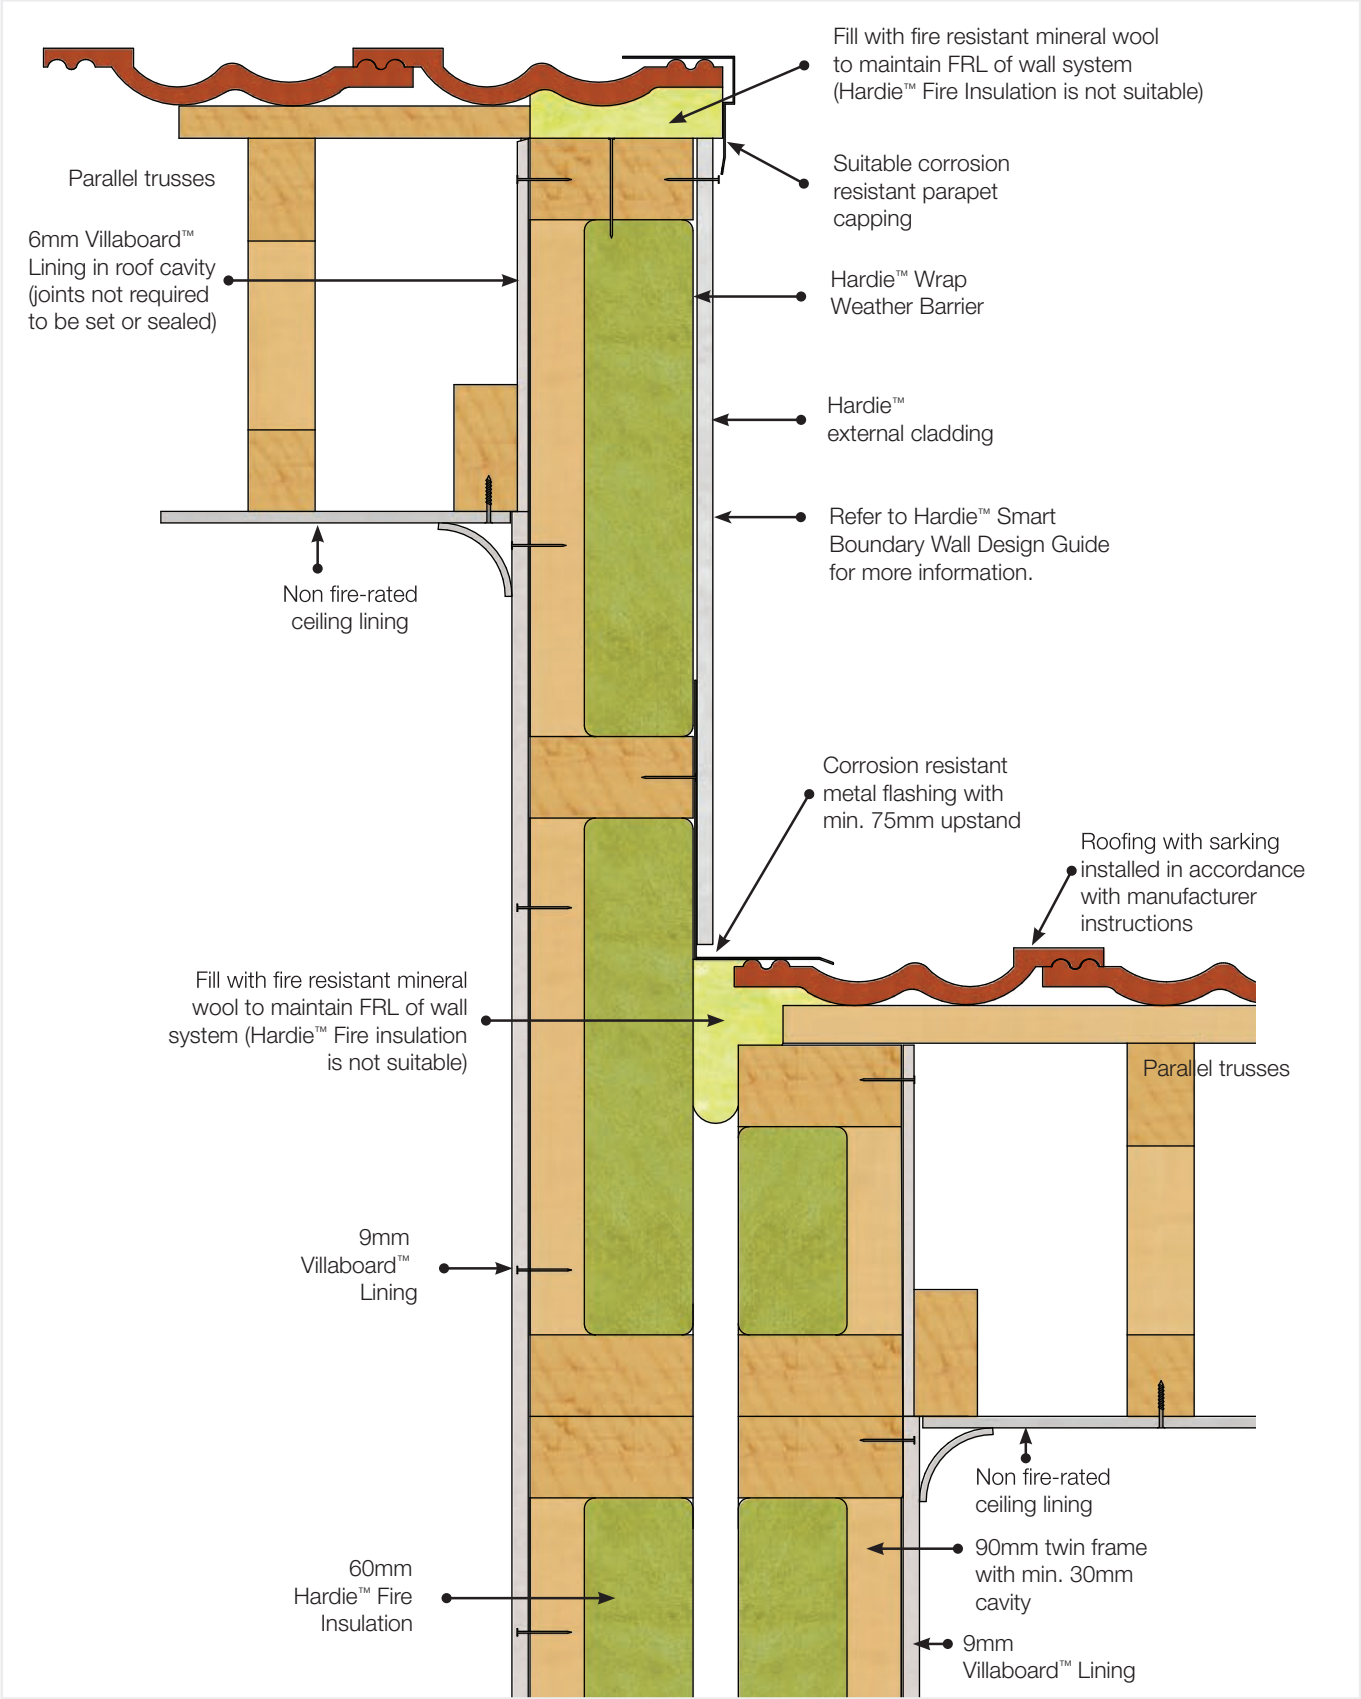 Fill with fire resistant mineral wool
to maintain FRL of wall system
(Hardie™ Fire Insulation is not suitable)
Suitable corrosion
resistant parapet
capping
Parallel trusses
6mm Villaboard™
Lining in roof cavity
(joints not required
to be set or sealed)
Hardie™ Wrap
Weather Barrier
Hardie™
external cladding
Refer to Hardie™ Smart
Boundary Wall Design Guide
for more information.
Non fire-rated
ceiling lining
Corrosion resistant
metal flashing with
min. 75mm upstand
Roofing with sarking
installed in accordance
with manufacturer
instructions
Fill with fire resistant mineral
wool to maintain FRL of wall
system (Hardie™ Fire insulation
is not suitable)
Parallel trusses
9mm
Villaboard™
Lining
Non fire-rated
ceiling lining
90mm twin frame
with min. 30mm
cavity
60mm
Hardie™ Fire
Insulation
9mm
Villaboard™ Lining